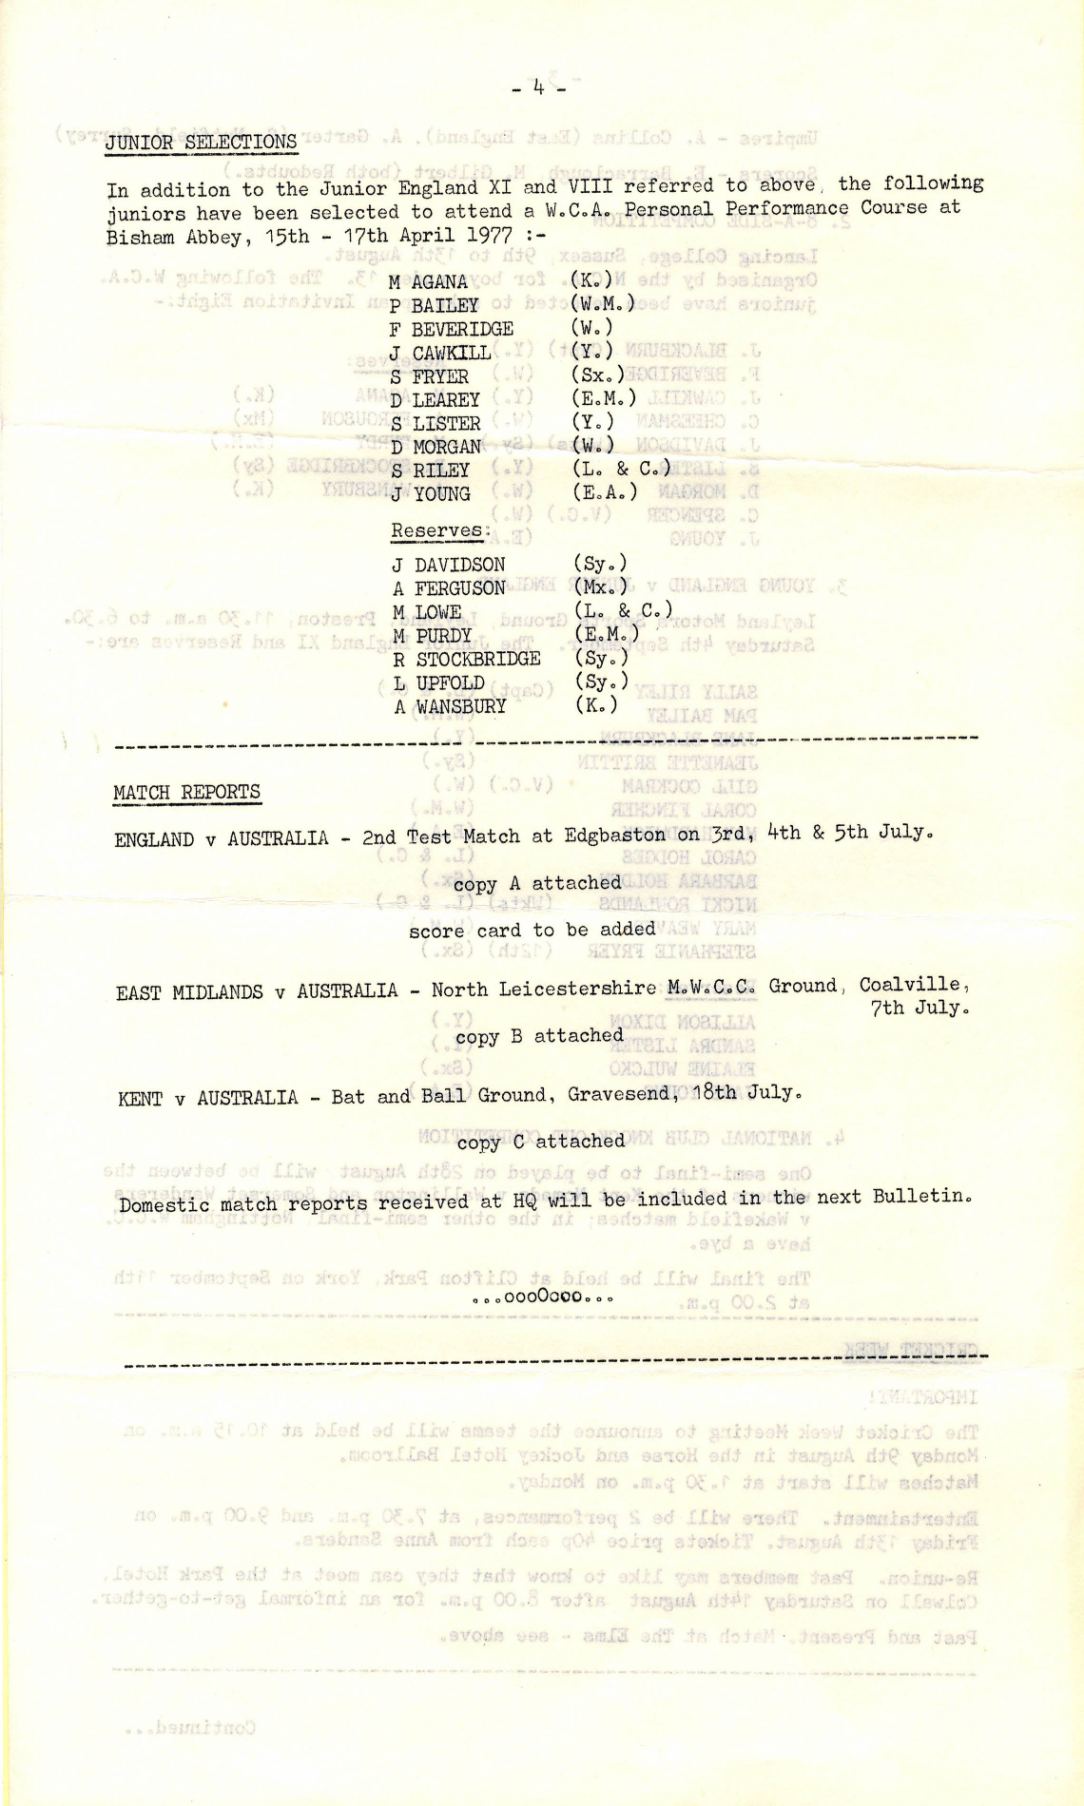 - 4 -
JUNIOR SELECTIONS
In addition to the Junior England XI and VIII referred to above, the following
juniors have been selected to attend a W.C.A. Personal Performance Course at
Bisham Abbey, 15th - 17th April 1977 :-
M AGANA (K.)
P BAILEY (W.M.)
F BEVERIDGE (W.)
J CAWKILL (Y.)
S FRYER (Sx.)
D LEAREY (E.M.)
S LISTER (Y.)
D MORGAN (W.)
S RILEY (L. & C.)
J YOUNG (E.A.)
Reserves:
J DAVIDSON (Sy.)
A FERGUSON (Mx.)
M LOWE (L. & C.)
M PURDY (E.M.)
R STOCKBRIDGE (Sy.)
L UPFOLD (Sy.)
A WANSBURY (K.)
MATCH REPORTS
ENGLAND v AUSTRALIA - 2nd Test Match at Edgbaston on 3rd, 4th & 5th July.
copy A attached
score card to be added
EAST MIDLANDS v AUSTRALIA - North Leicestershire M.W.C.C. Ground, Coalville,
7th July.
copy B attached
KENT v AUSTRALIA - Bat and Ball Ground, Gravesend, 18th July.
copy C attached
Domestic match reports received at HQ will be included in the next Bulletin.
...ooo0ooo...